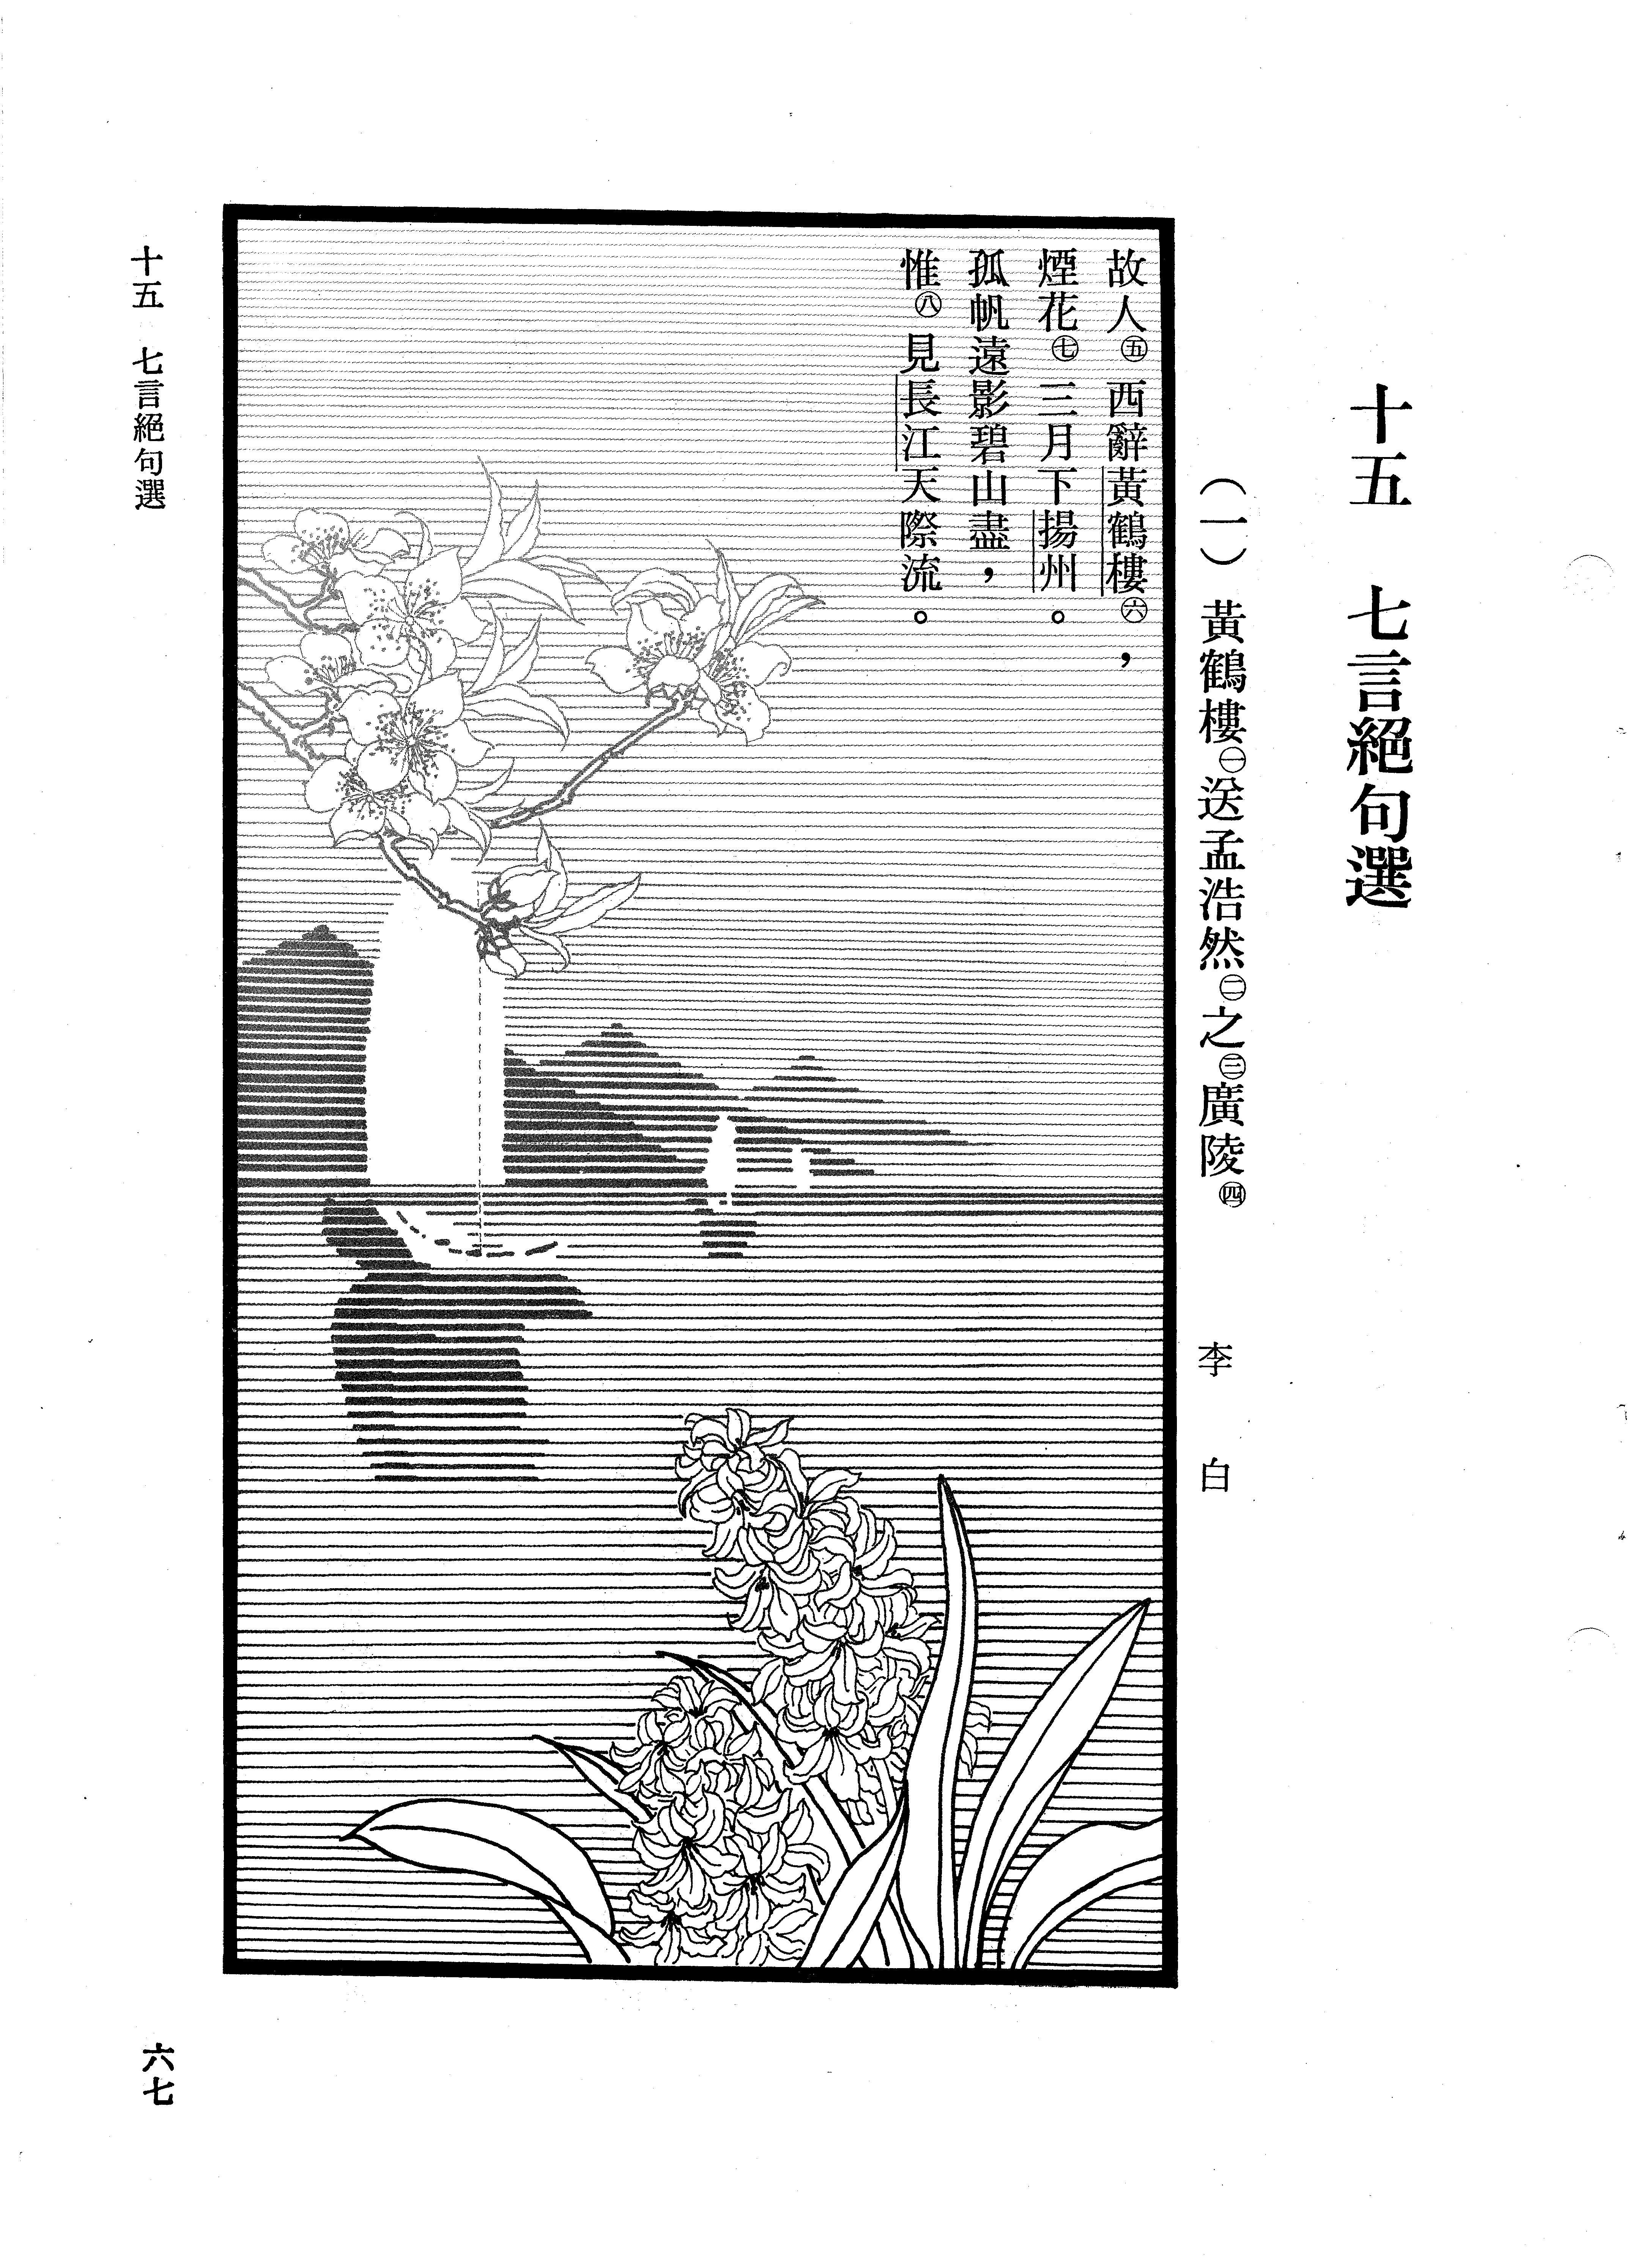 十五　七言絕句選
（一）黃鶴樓㊀送孟浩然㊁之㊂廣陵㊃　李　白
故人㊄西辭黃鶴樓㊅，
煙花㊆三月下揚州。
孤帆遠影碧山盡，
惟㊇見長江天際流。
十五　七言絕句選
六七